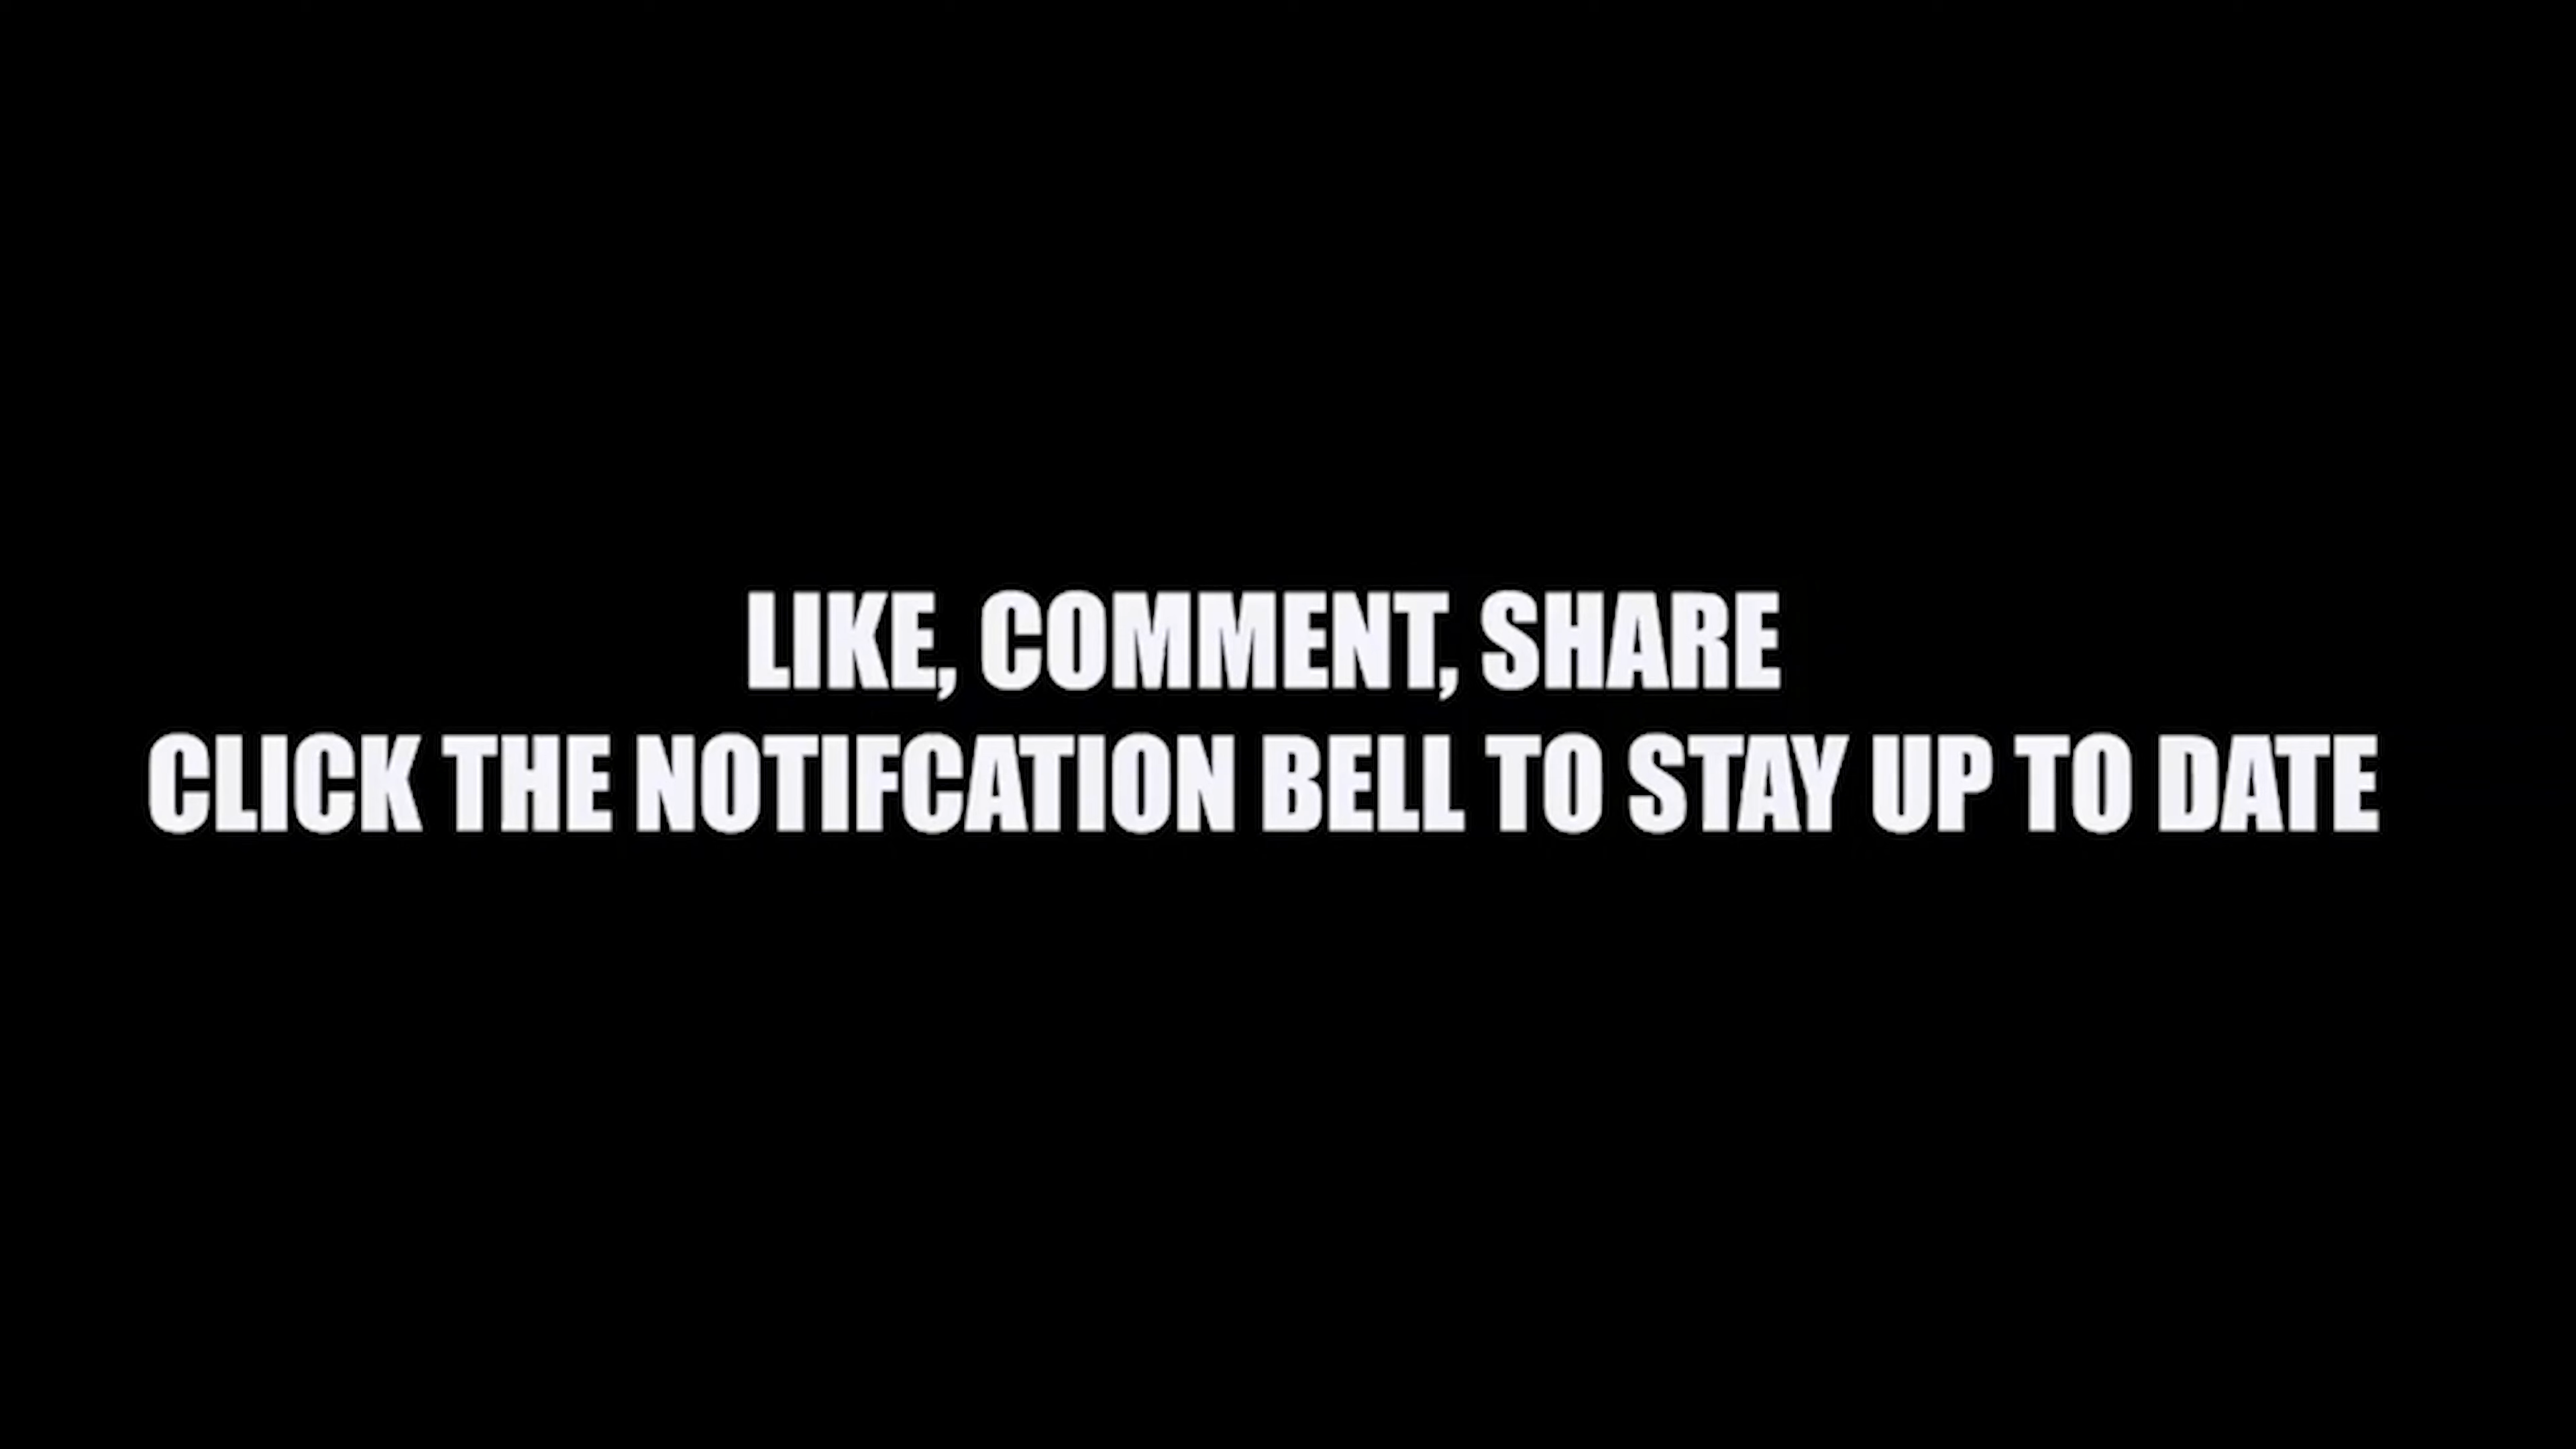 LIKE, COMMENT, SHARE
CLICK THE NOTIFCATION BELL TO STAY UP TO DATE